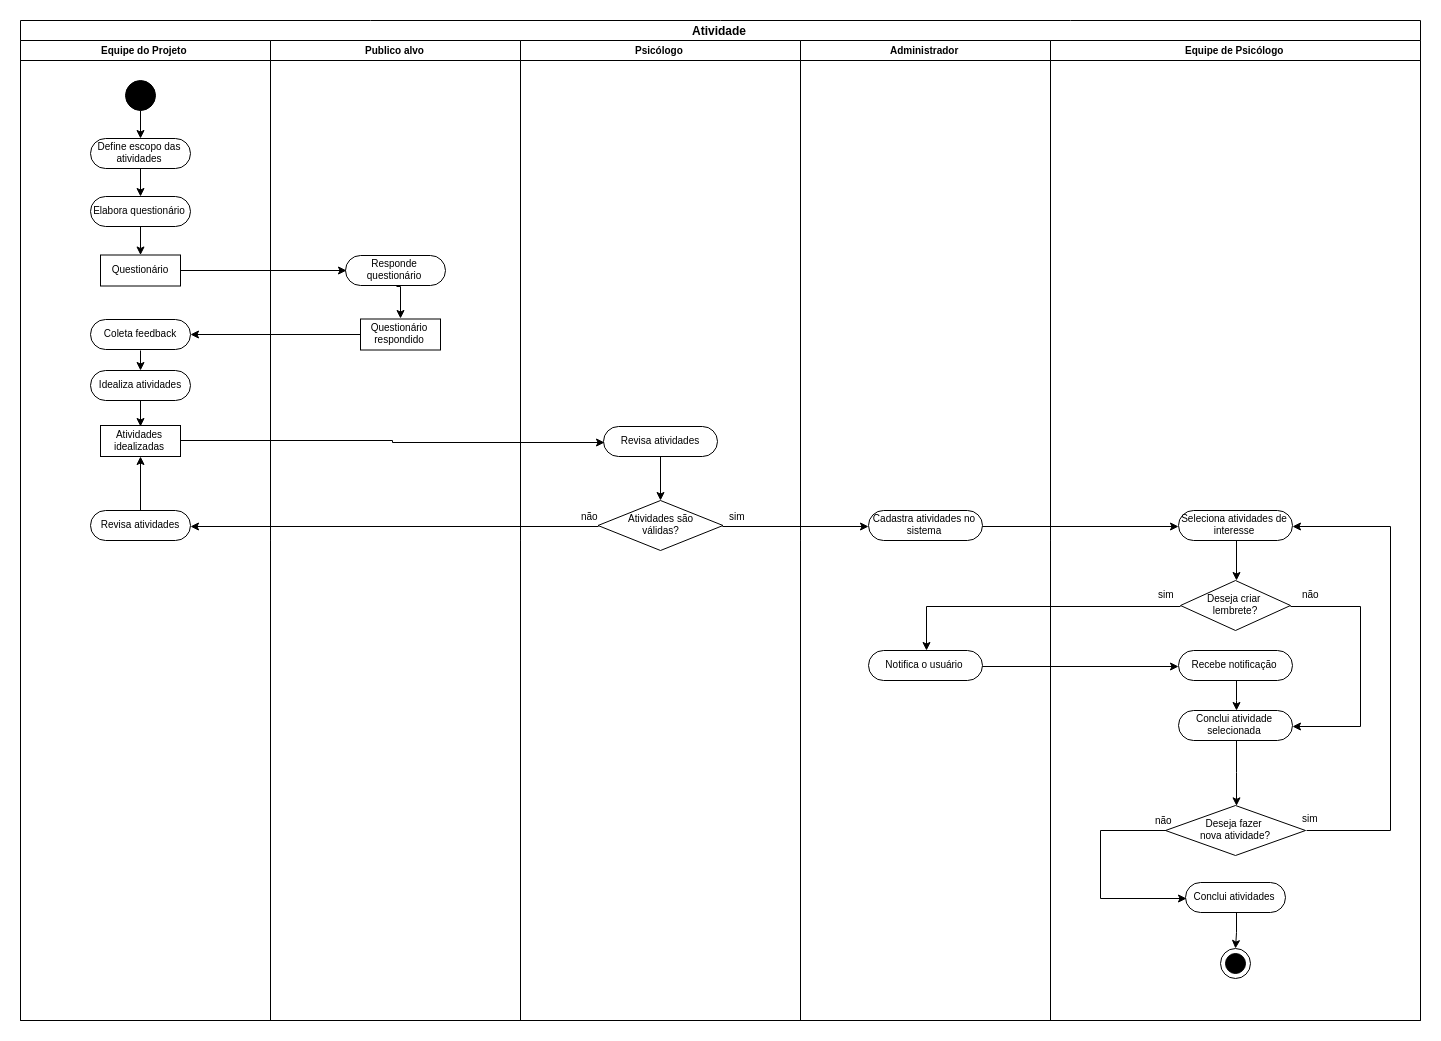 Atividade
Equipe do Projeto
Publico alvo
Psicólogo
Administrador
Equipe de Psicólogo
Define escopo das
atividades
Elabora questionário
Questionário
Responde
questionário
Coleta feedback
Questionário
respondido
Idealiza atividades
Atividades
idealizadas
Revisa atividades
Revisa atividades
não
Atividades são
válidas?
sim
Cadastra atividades no
sistema
Seleciona atividades de
interesse
sim
Deseja criar
lembrete?
não
Notifica o usuário
Recebe notificação
Conclui atividade
selecionada
não
Deseja fazer
nova atividade?
sim
Conclui atividades